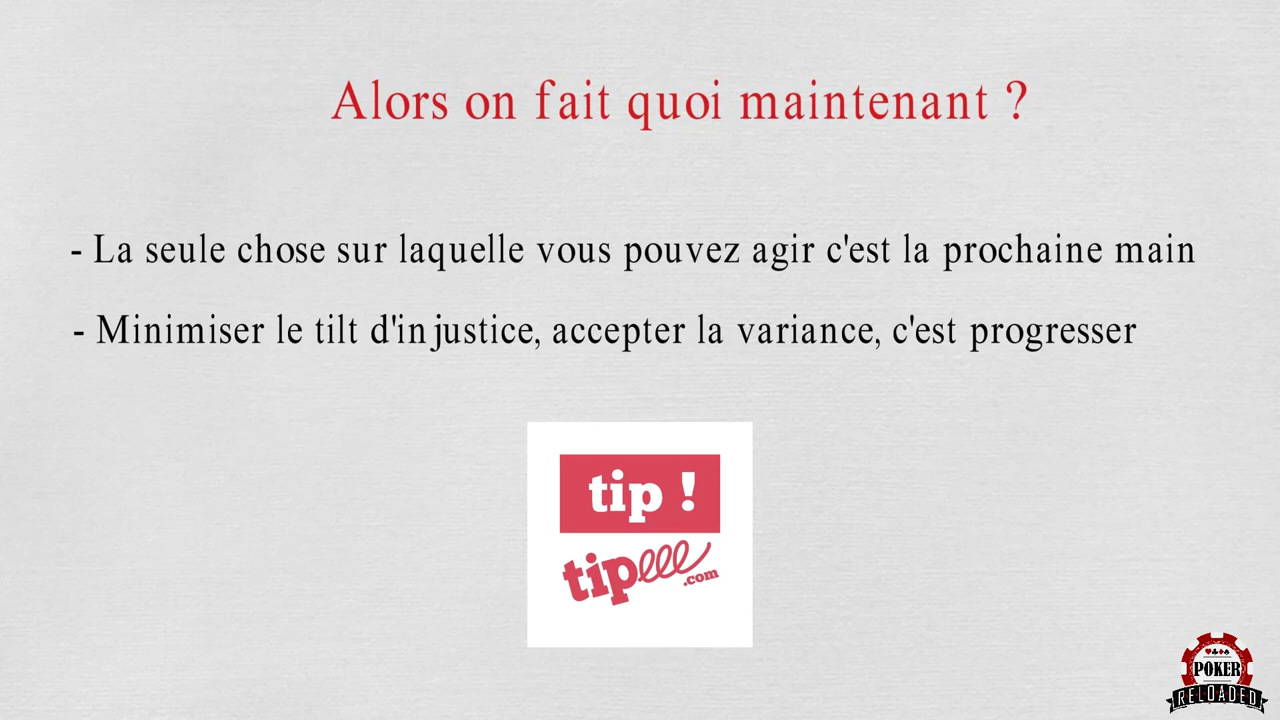 Alors on fait quoi maintenant ?
- La seule chose sur laquelle vous pouvez agir c'est la prochaine main
- Minimiser le tilt d'injustice, accepter la variance, c'est progresser
tip !
tipeee
.com
POKER
RELOADED